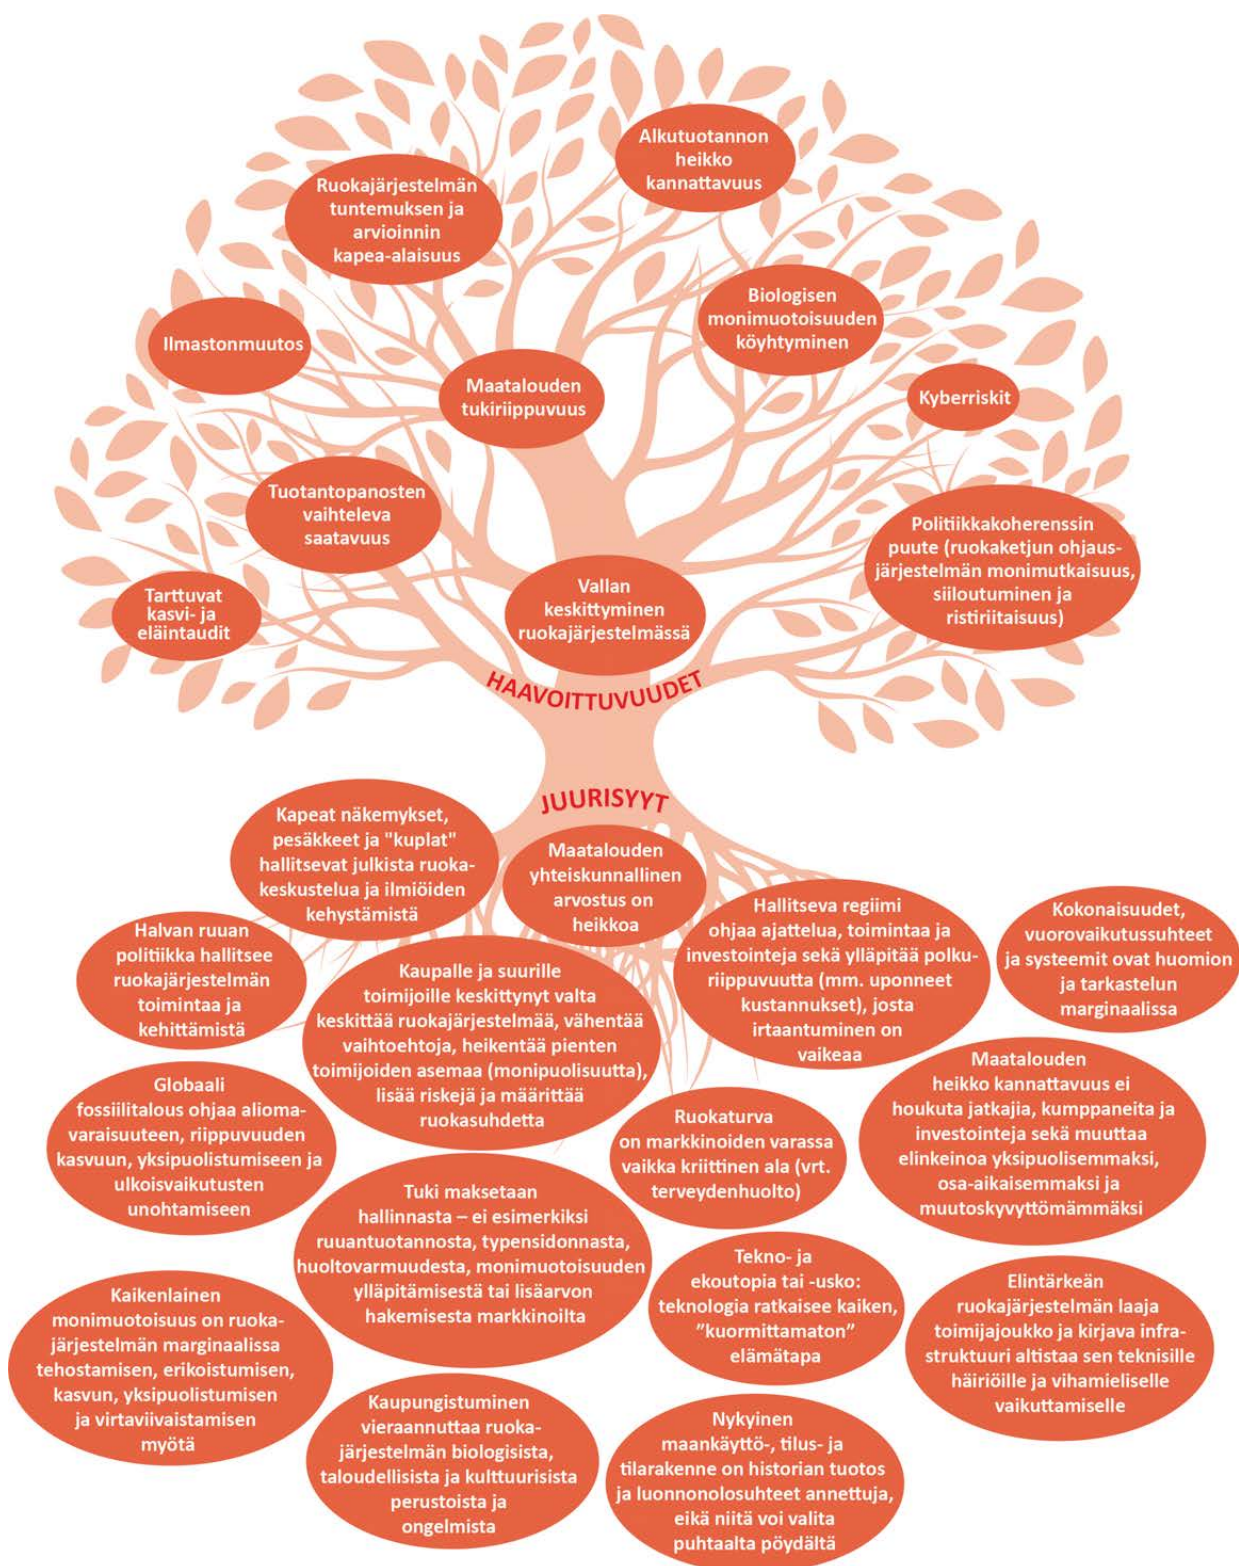 Alkutuotannon
heikko
kannattavuus
Ruokajärjestelmän
tuntemuksen ja
arvioinnin
kapea-alaisuus
Biologisen
monimuotoisuuden
köyhtyminen
Ilmastonmuutos
Maatalouden
tukiriippuvuus
Kyberriskit
Tuotantopanosten
vaihteleva
saatavuus
Politiikkakoherenssin
puute (ruokaketjun ohjaus-
järjestelmän monimutkaisuus,
siiloutuminen ja
ristiriitaisuus)
Tarttuvat
kasvi- ja
eläintaudit
Vallan
keskittyminen
ruokajärjestelmässä
HAAVOITTUVUUDET
JUURISYYT
Kapeat näkemykset,
pesäkkeet ja "kuplat"
hallitsevat julkista ruoka-
keskustelua ja ilmiöiden
kehystämistä
Maatalouden
yhteiskunnallinen
arvostus on
heikkoa
Hallitseva regiimi
ohjaa ajattelua, toimintaa ja
investointeja sekä ylläpitää polku-
riippuvuutta (mm. uponneet
kustannukset), josta
irtaantuminen on
vaikeaa
Kokonaisuudet,
vuorovaikutussuhteet
ja systeemit ovat huomion
ja tarkastelun
marginaalissa
Halvan ruuan
politiikka hallitsee
ruokajärjestelmän
toimintaa ja
kehittämistä
Kaupalle ja suurille
toimijoille keskittynyt valta
keskittää ruokajärjestelmää, vähentää
vaihtoehtoja, heikentää pienten
toimijoiden asemaa (monipuolisuutta),
lisää riskejä ja määrittää
ruokasuhdetta
Globaali
fossiilitalous ohjaa alioma-
varaisuuteen, riippuvuuden
kasvuun, yksipuolistumiseen ja
ulkoisvaikutusten
unohtamiseen
Ruokaturva
on markkinoiden varassa
vaikka kriittinen ala (vrt.
terveydenhuolto)
Maatalouden
heikko kannattavuus ei
houkuta jatkajia, kumppaneita ja
investointeja sekä muuttaa
elinkeinoa yksipuolisemmaksi,
osa-aikaisemmaksi ja
muutoskyvyttömämmäksi
Tuki maksetaan
hallinnasta – ei esimerkiksi
ruuantuotannosta, typensidonnasta,
huoltovarmuudesta, monimuotoisuuden
ylläpitämisestä tai lisäarvon
hakemisesta markkinoilta
Tekno- ja
ekoutopia tai -usko:
teknologia ratkaisee kaiken,
”kuormittamaton”
elämätapa
Kaikenlainen
monimuotoisuus on ruoka-
järjestelmän marginaalissa
tehostamisen, erikoistumisen,
kasvun, yksipuolistumisen
ja virtaviivaistamisen
myötä
Elintärkeän
ruokajärjestelmän laaja
toimijajoukko ja kirjava infra-
struktuuri altistaa sen teknisille
häiriöille ja vihamieliselle
vaikuttamiselle
Kaupungistuminen
vieraannuttaa ruoka-
järjestelmän biologisista,
taloudellisista ja kulttuurisista
perustoista ja
ongelmista
Nykyinen
maankäyttö-, tilus- ja
tilarakenne on historian tuotos
ja luonnonolosuhteet annettuja,
eikä niitä voi valita
puhtaalta pöydältä